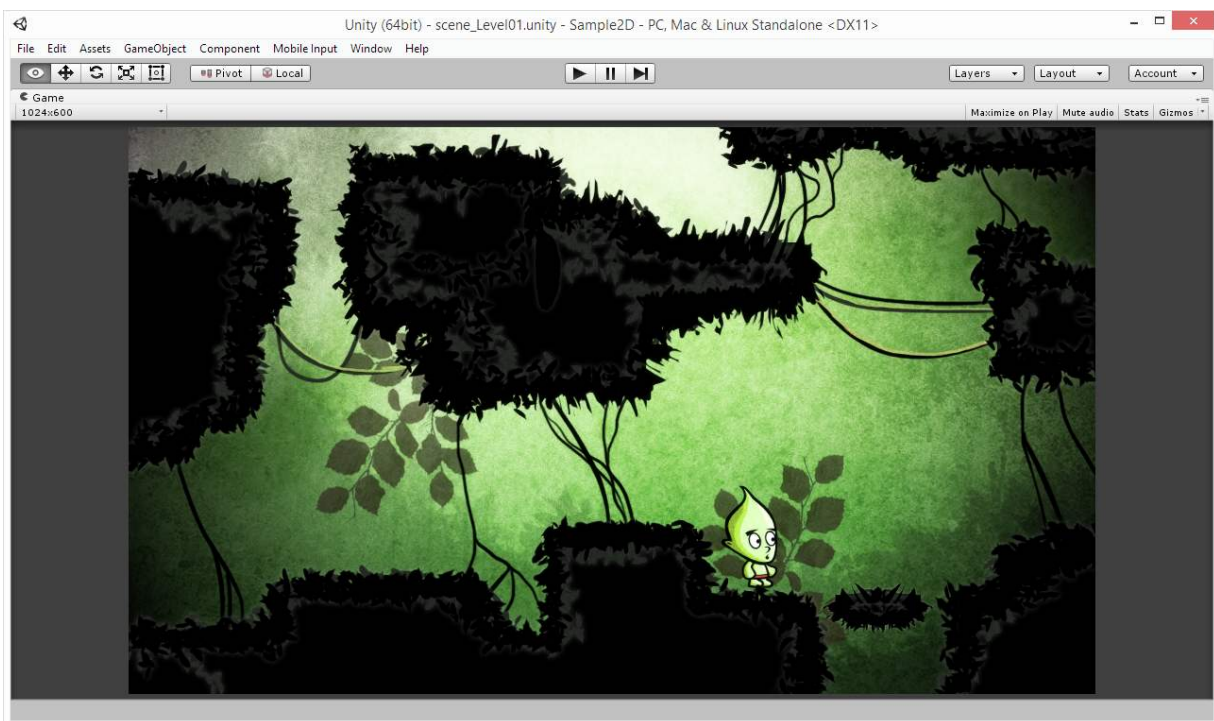 Unity (64bit) - scene_Level01.unity - Sample2D - PC, Mac & Linux Standalone <DX11>
File Edit Assets GameObject Component Mobile Input Window Help
Pivot Local Layers Layout Account
Game
1024x600 Maximize on Play Mute audio Stats Gizmos